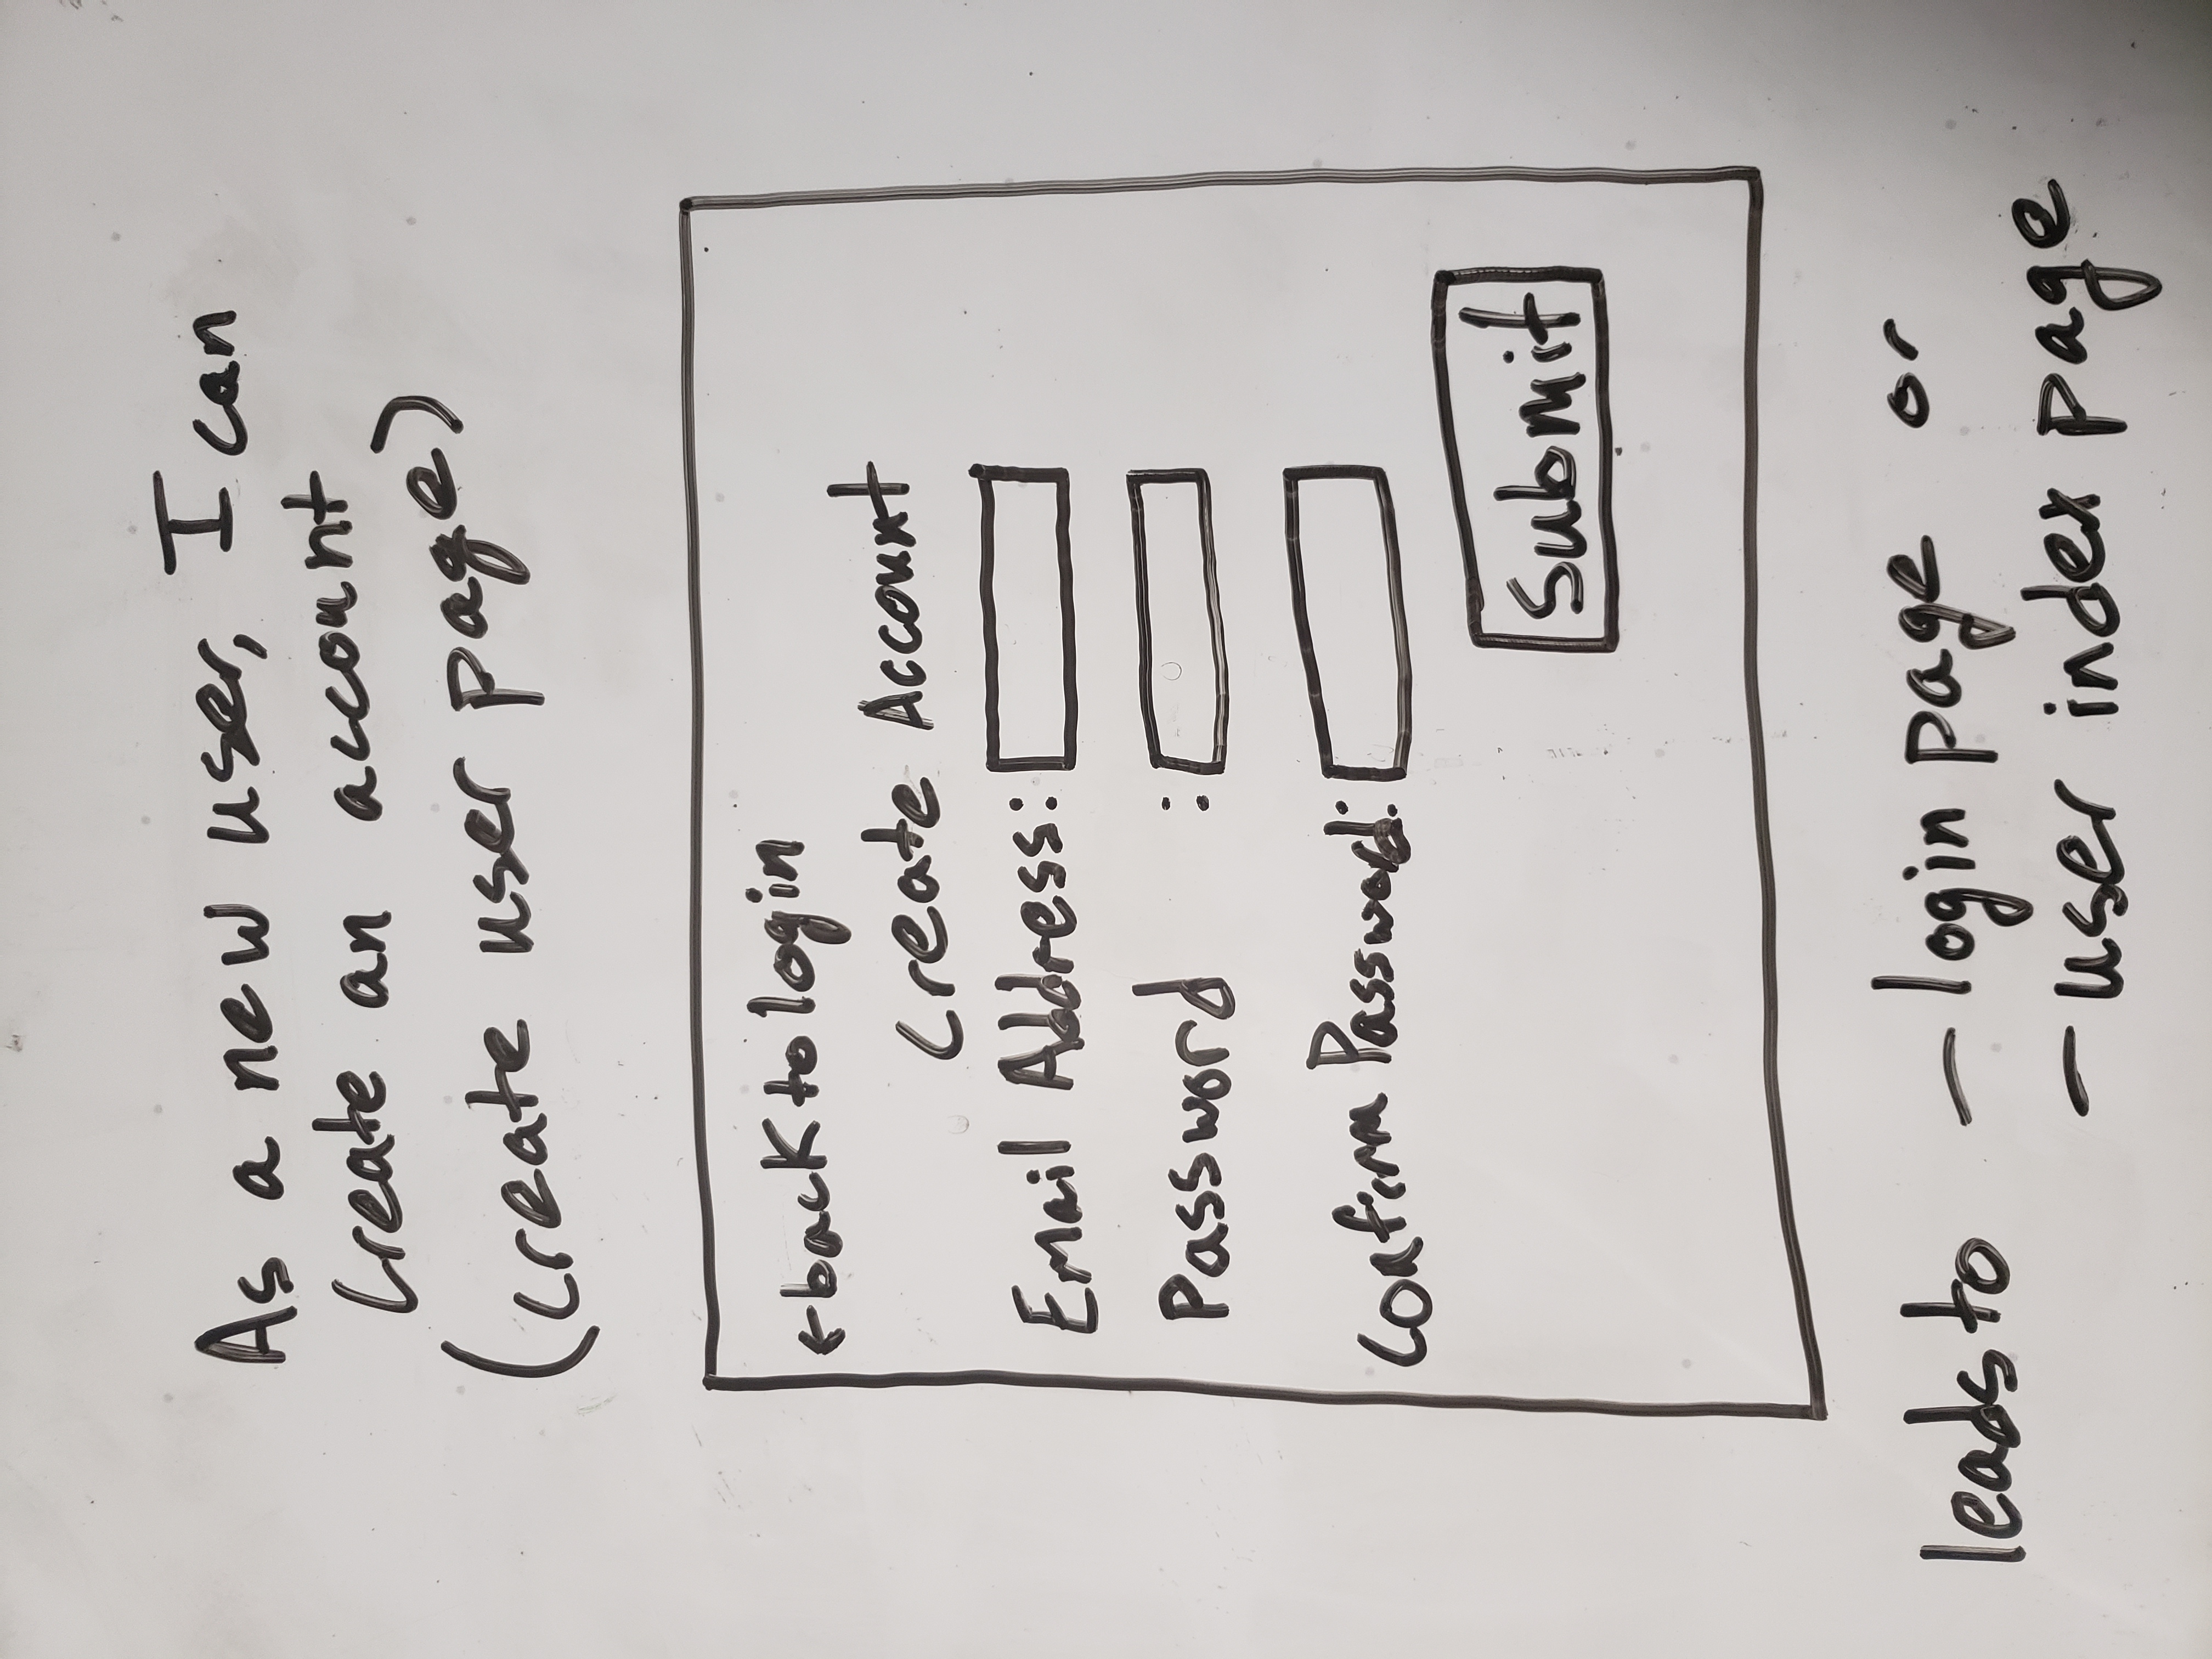 As a new user, I can
create an account
(create user page)
←back to login
Create Account
Email Address:
Password :
Confirm Password:
Submit
leads to - login page or
- user index page